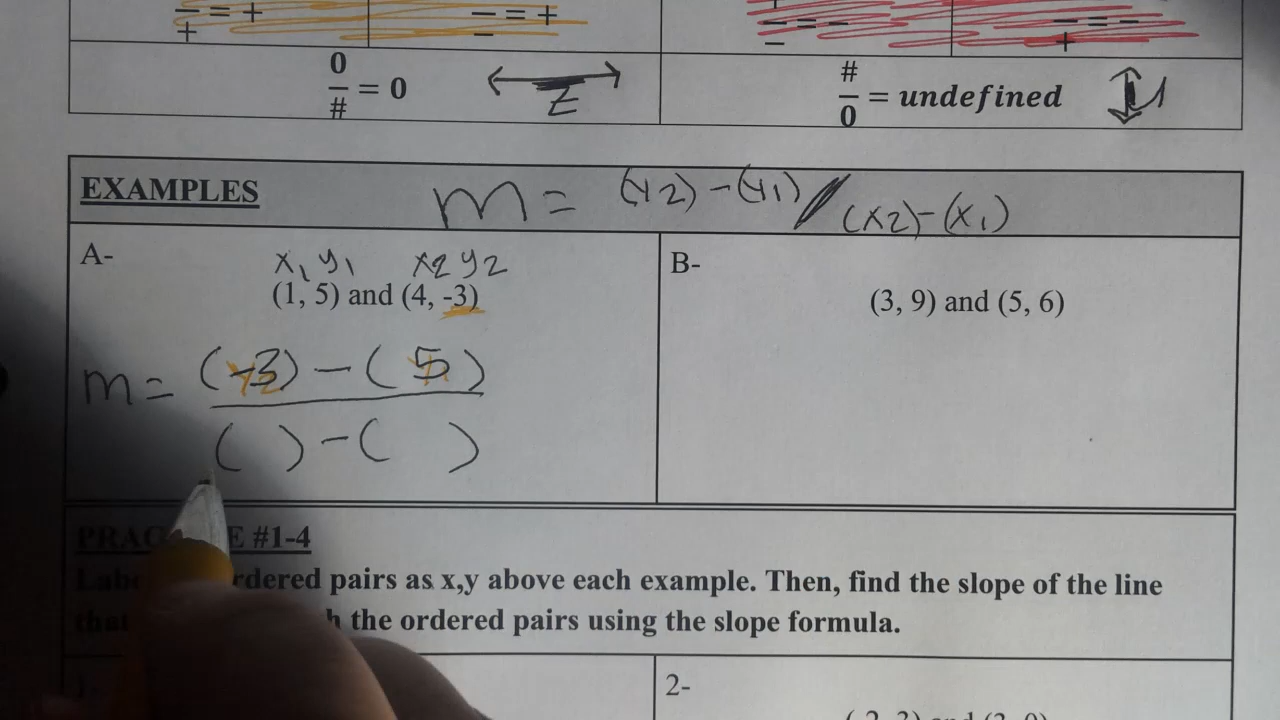 − = +
+
− = +
−
− = −
−
− = −
+
0
# = 0
Z
#
0 = undefined
U
EXAMPLES
m = (y2) - (y1) / (x2) - (x1)
A-
x1 y1 x2 y2
(1, 5) and (4, -3)
m = (-3) - ( 5 )
( ) - ( )
B-
(3, 9) and (5, 6)
#1-4
ordered pairs as x,y above each example. Then, find the slope of the line
the ordered pairs using the slope formula.
2-